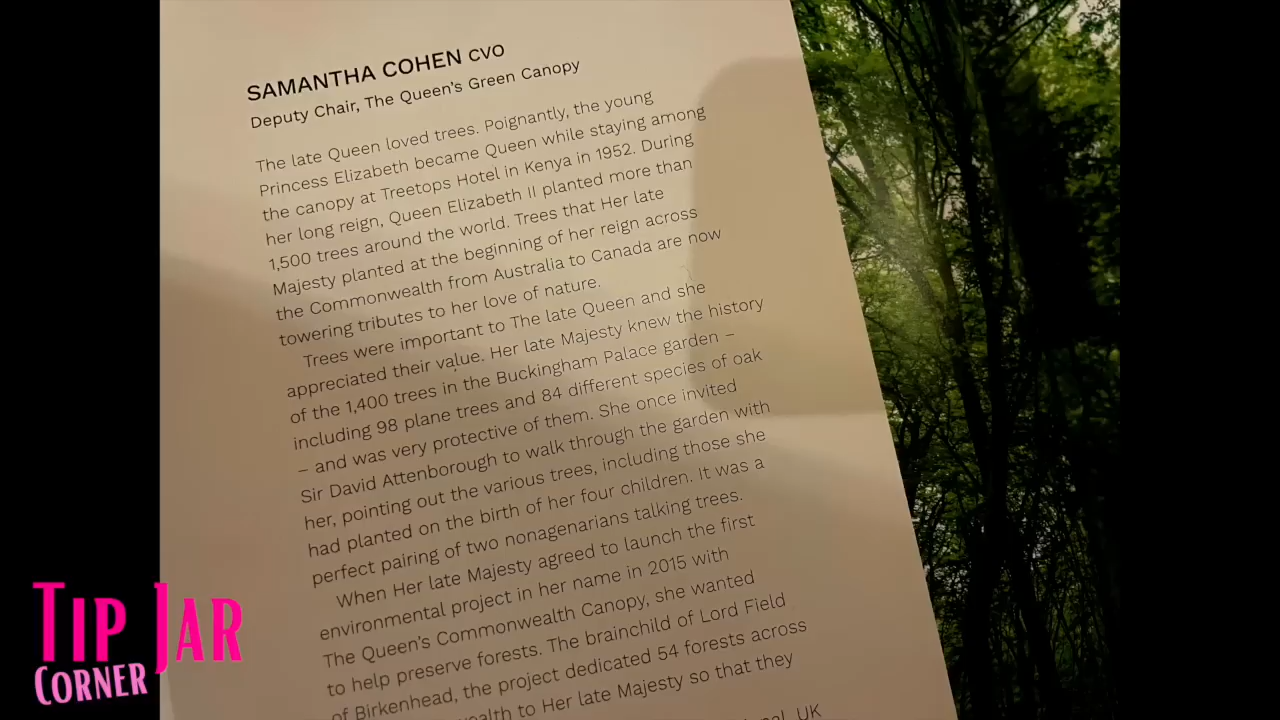 SAMANTHA COHEN CVO
Deputy Chair, The Queen's Green Canopy
The late Queen loved trees. Poignantly, the young
Princess Elizabeth became Queen while staying among
the canopy at Treetops Hotel in Kenya in 1952. During
her long reign, Queen Elizabeth II planted more than
1,500 trees around the world. Trees that Her late
Majesty planted at the beginning of her reign across
the Commonwealth from Australia to Canada are now
towering tributes to her love of nature.
Trees were important to The late Queen and she
appreciated their value. Her late Majesty knew the history
of the 1,400 trees in the Buckingham Palace garden –
including 98 plane trees and 84 different species of oak
– and was very protective of them. She once invited
Sir David Attenborough to walk through the garden with
her, pointing out the various trees, including those she
had planted on the birth of her four children. It was a
perfect pairing of two nonagenarians talking trees.
When Her late Majesty agreed to launch the first
environmental project in her name in 2015 with
The Queen's Commonwealth Canopy, she wanted
to help preserve forests. The brainchild of Lord Field
of Birkenhead, the project dedicated 54 forests across
to Her late Majesty so that they
UK
TIP JAR
CORNER